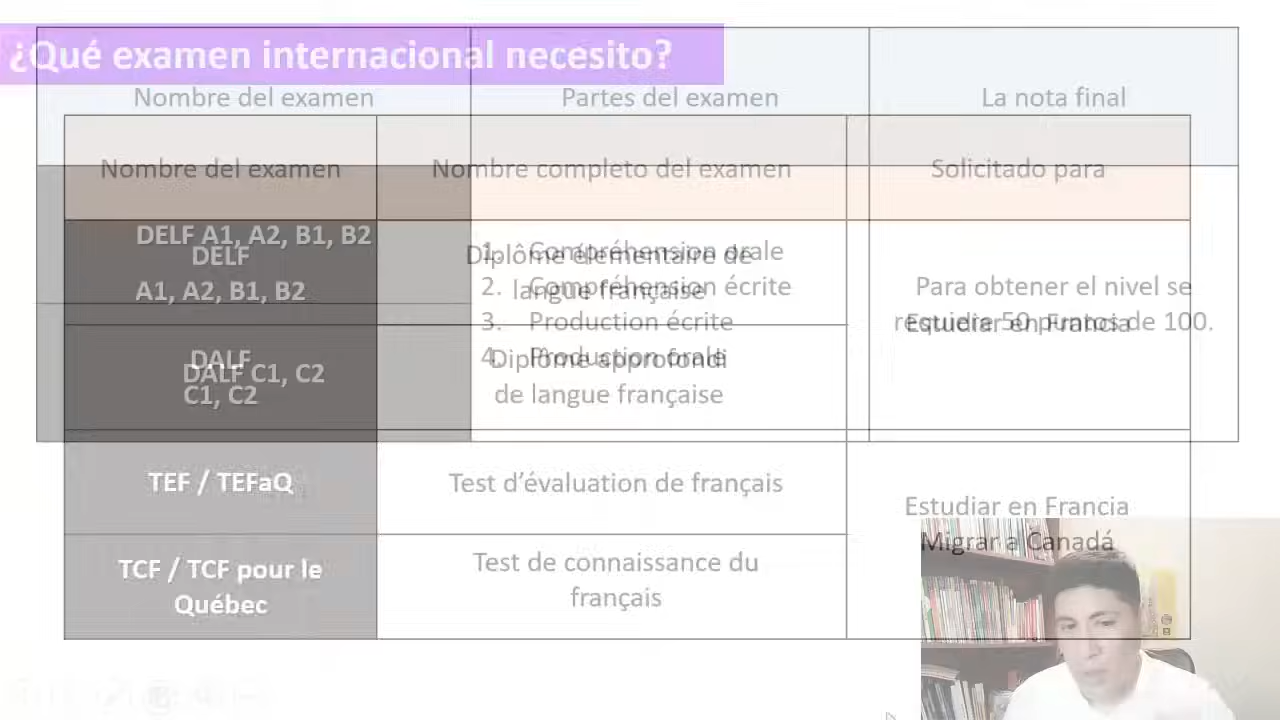 ¿Qué examen internacional necesito?
Nombre del examen
Partes del examen
La nota final
Nombre del examen
Nombre completo del examen
Solicitado para
DELF A1, A2, B1, B2
DELF
A1, A2, B1, B2
Diplôme élémentaire de
langue française
1. Compréhension orale
2. Compréhension écrite
3. Production écrite
4. Production orale
Para obtener el nivel se
requiere 50 puntos de 100.
Estudiar en Francia
DALF
C1, C2
DALF C1, C2
Diplôme approfondi
de langue française
TEF / TEFaQ
Test d’évaluation de français
Estudiar en Francia
Migrar a Canadá
TCF / TCF pour le
Québec
Test de connaissance du
français